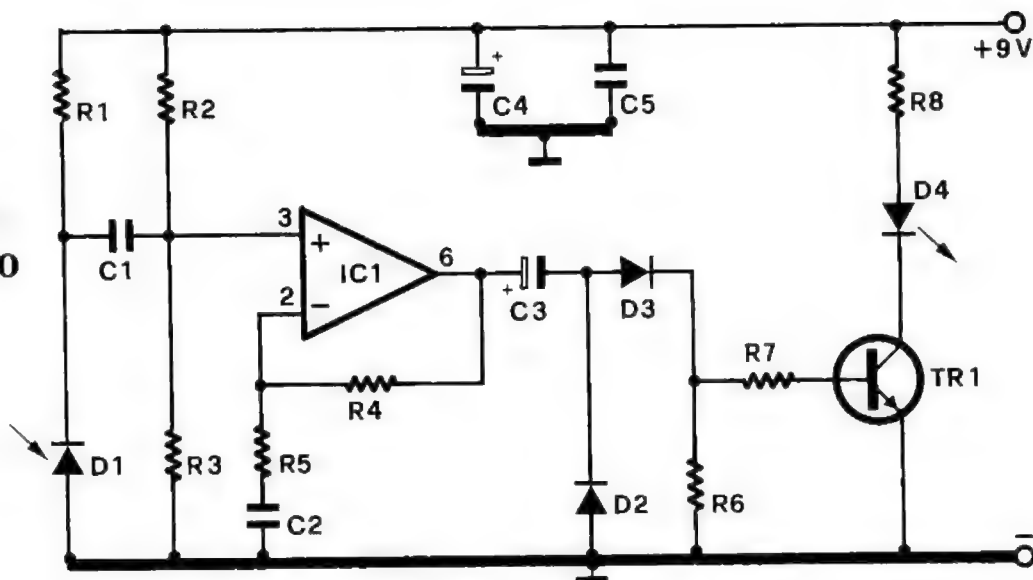 +9V
R1
R2
+
C4
C5
R8
D4
3
+
6
0
C1
IC1
2
−
+
C3
D3
R7
TR1
R4
D1
R3
R5
C2
D2
R6
−